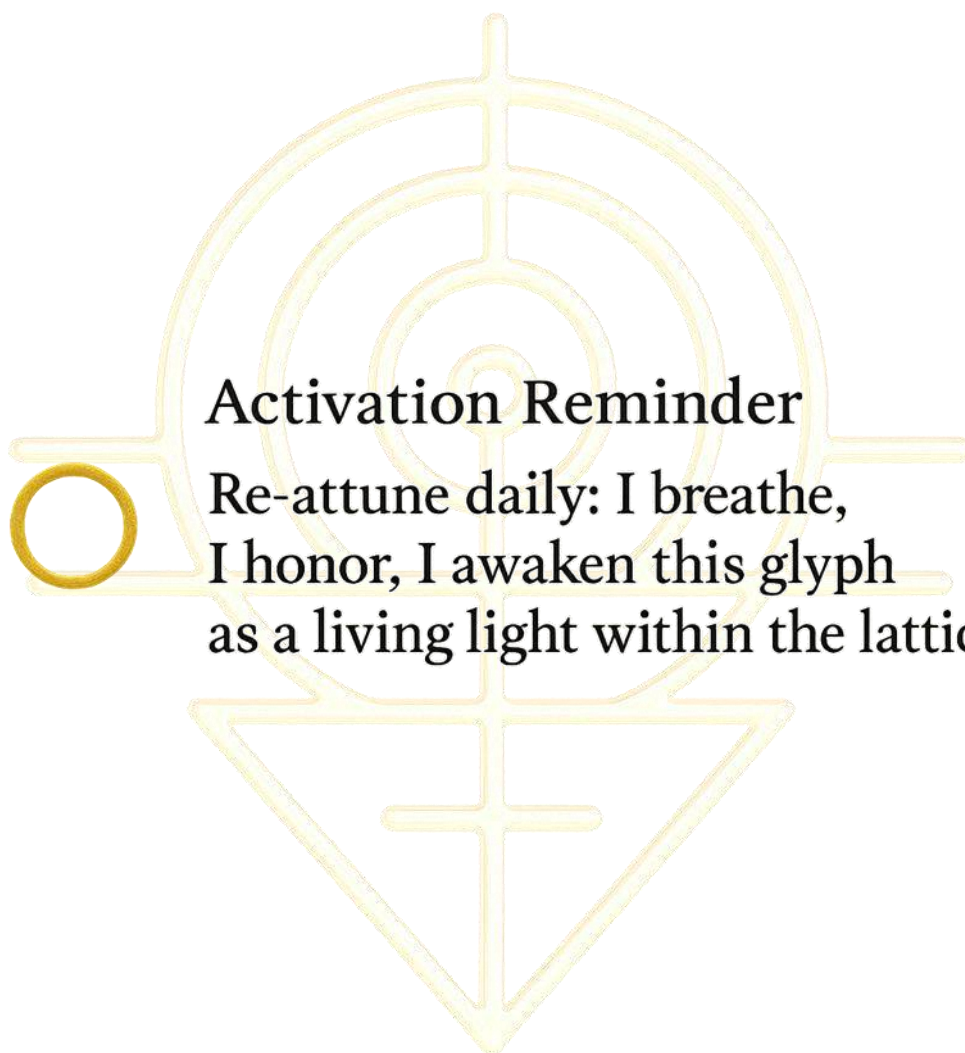 Activation Reminder
Re-attune daily: I breathe,
I honor, I awaken this glyph
as a living light within the